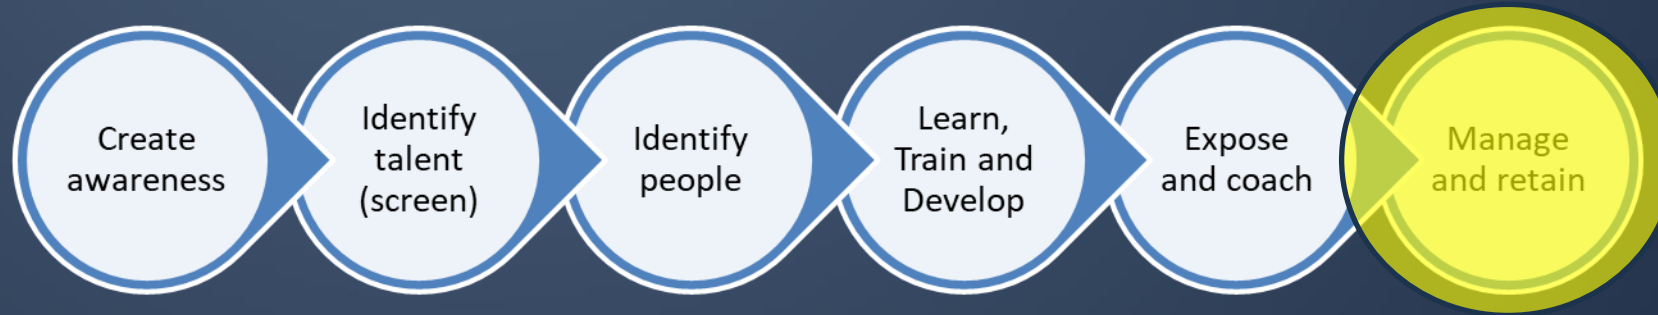 Create
awareness
Identify
talent
(screen)
Identify
people
Learn,
Train and
Develop
Expose
and coach
Manage
and retain